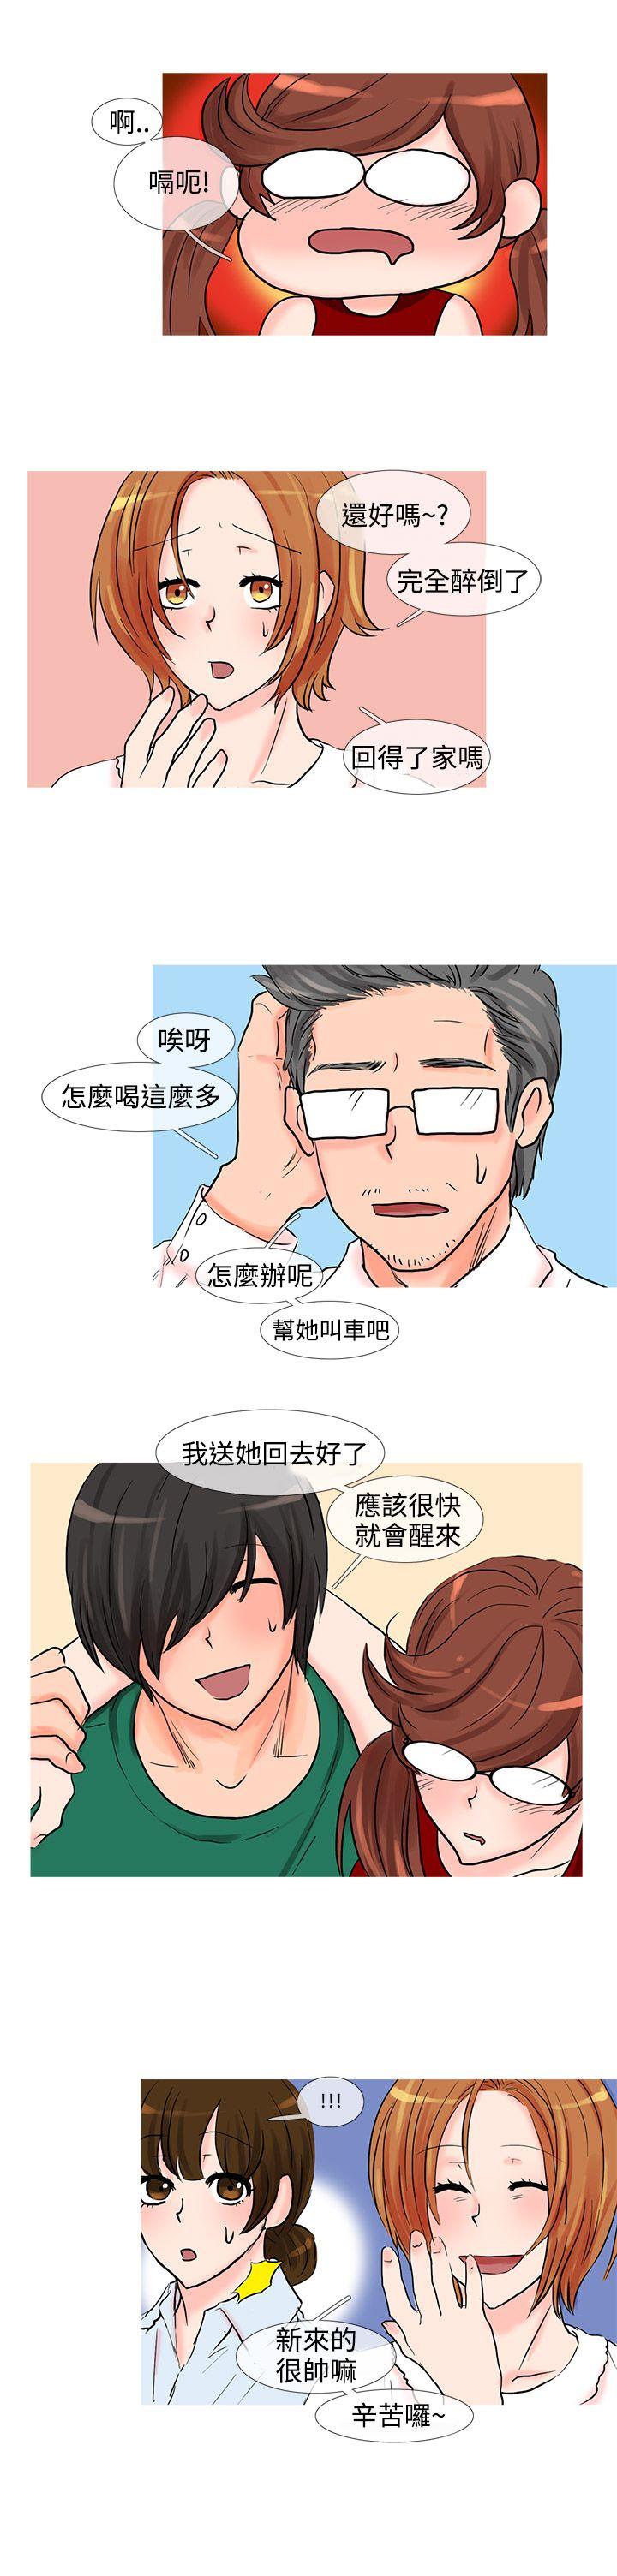 啊..
嗝呃!
還好嗎~?
完全醉倒了
回得了家嗎
唉呀
怎麼喝這麼多
怎麼辦呢
幫她叫車吧
我送她回去好了
應該很快
就會醒來
!!!
新來的
很帥嘛
辛苦囉~